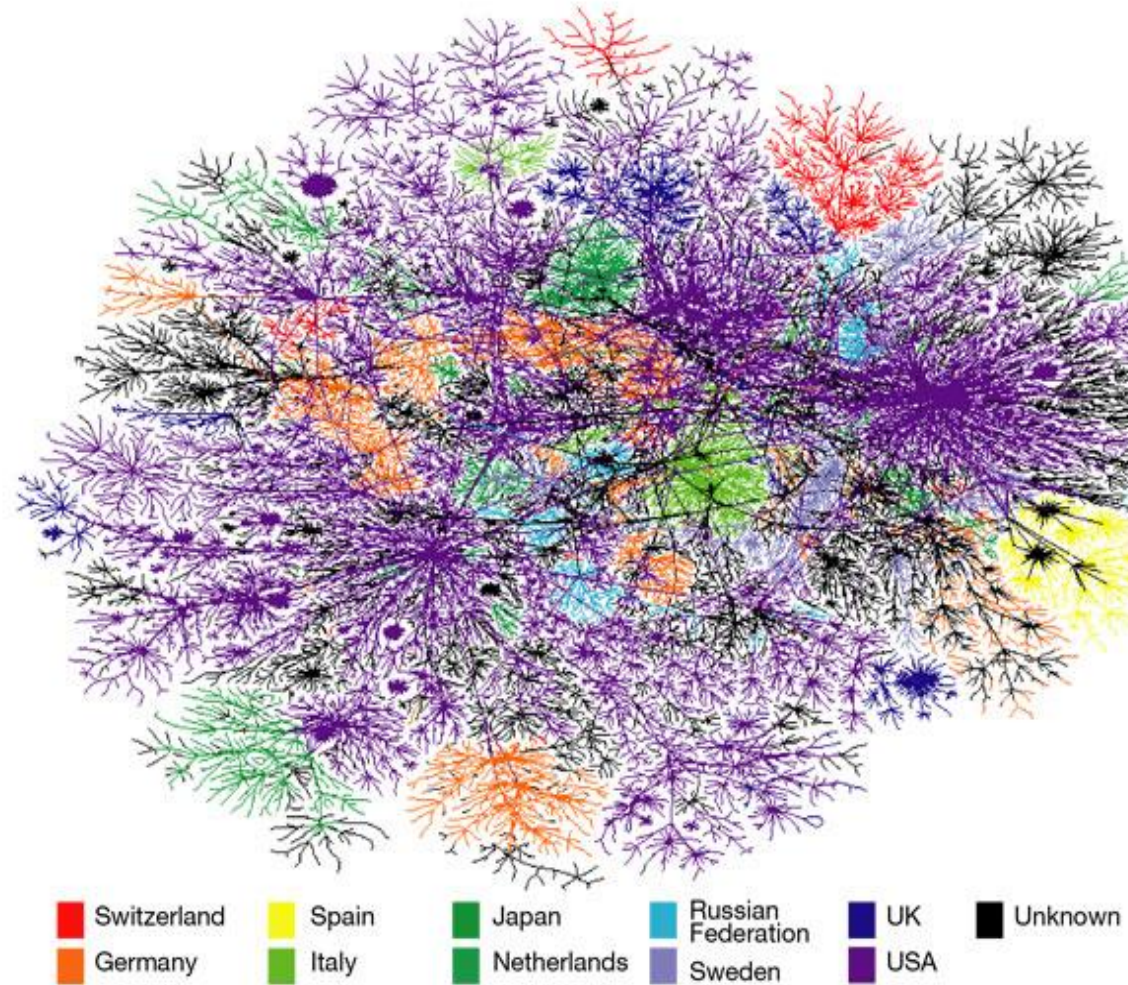 Switzerland
Spain
Japan
Russian
Federation
UK
Unknown
Germany
Italy
Netherlands
Sweden
USA